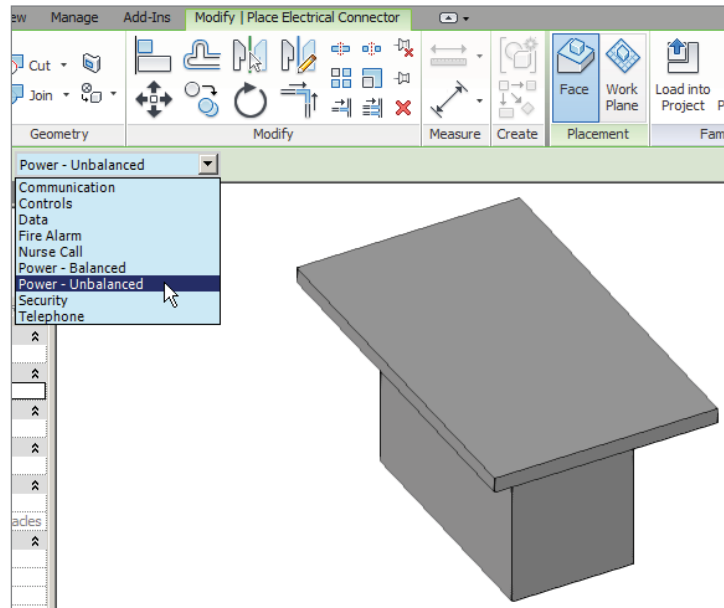 ew Manage Add-Ins Modify | Place Electrical Connector
Cut
Join
Face
Work
Plane
Load into
Project P
Geometry Modify Measure Create Placement Fam
Power - Unbalanced
Communication
Controls
Data
Fire Alarm
Nurse Call
Power - Balanced
Power - Unbalanced
Security
Telephone
ades